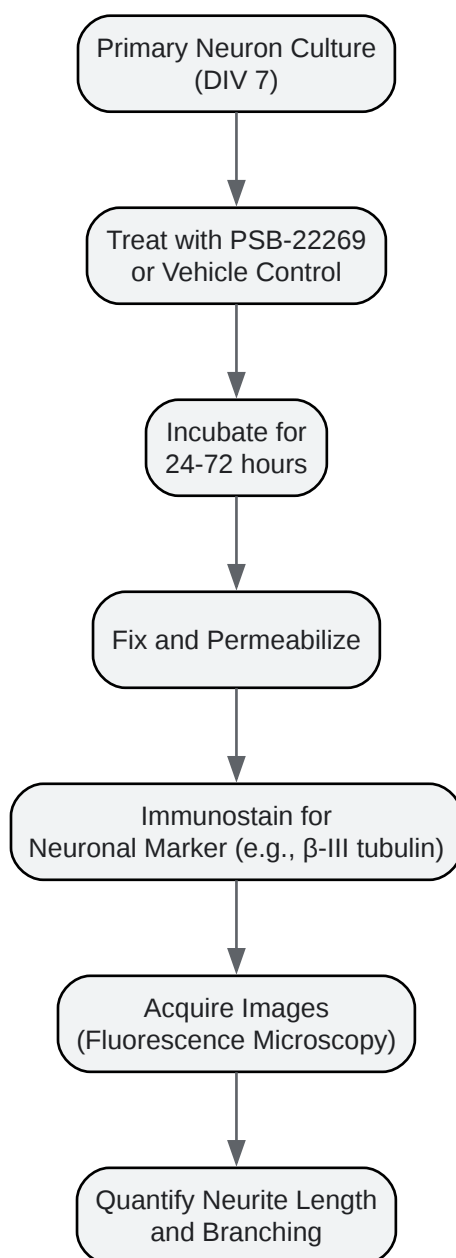 Primary Neuron Culture
(DIV 7)
Treat with PSB-22269
or Vehicle Control
Incubate for
24-72 hours
Fix and Permeabilize
Immunostain for
Neuronal Marker (e.g., β-III tubulin)
Acquire Images
(Fluorescence Microscopy)
Quantify Neurite Length
and Branching